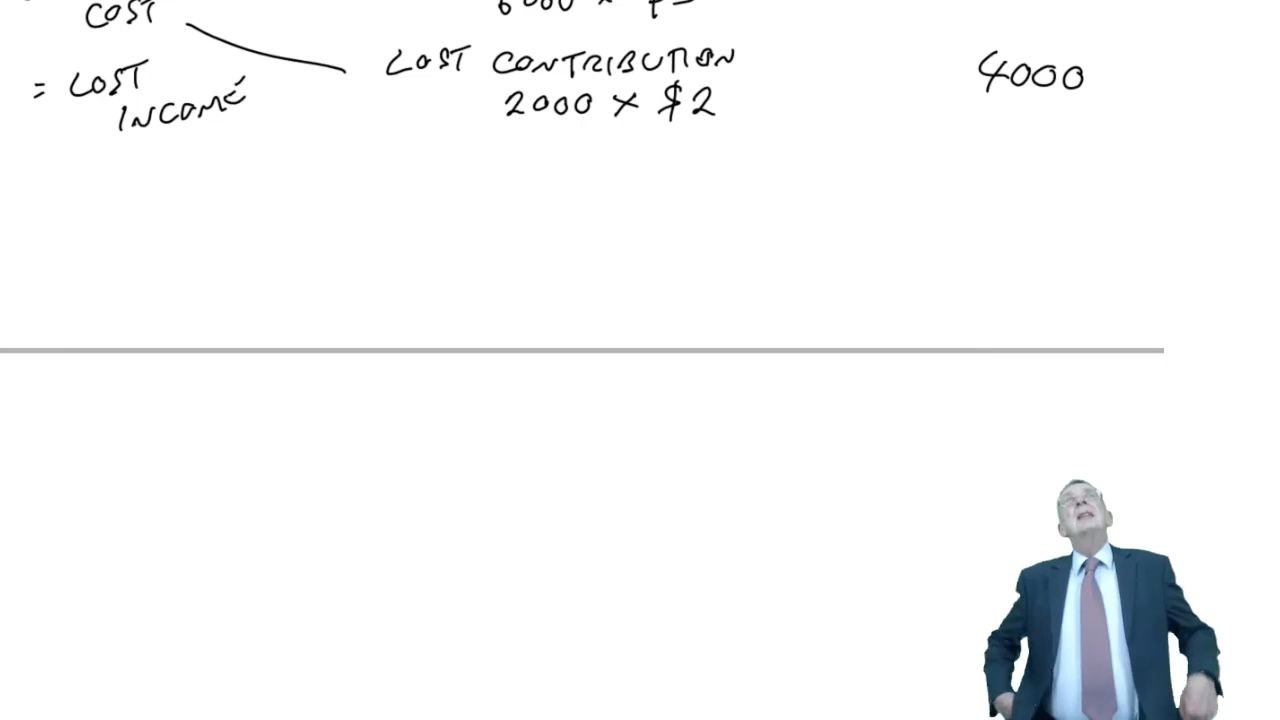 COST
= LOST INCOME
LOST CONTRIBUTION 4000
2000 × $2